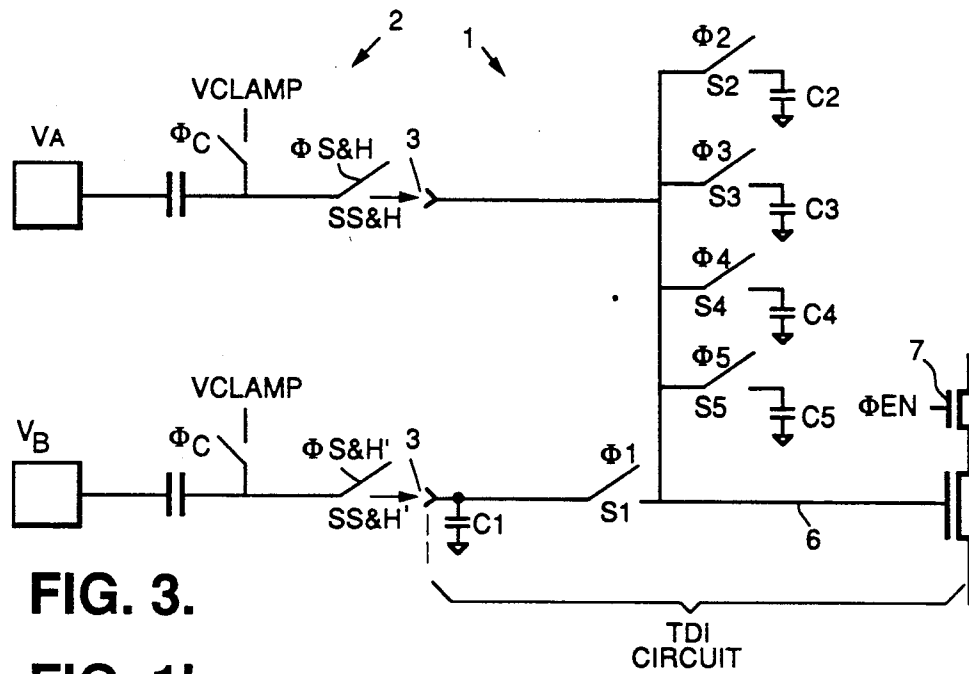 2
1
Φ2
S2
C2
VCLAMP
VA
ΦC
Φ S&H
3
SS&H
Φ3
S3
C3
Φ4
S4
C4
Φ5
S5
C5
7
ΦEN
VCLAMP
VB
ΦC
Φ S&H'
3
SS&H'
C1
Φ1
S1
6
FIG. 3.
TDI
CIRCUIT